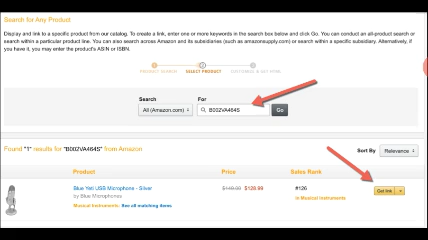 Search for Any Product
Display and link to a specific product from our catalog. To create a link, enter one or more keywords in the search box below and click Go. You can conduct an all-product search or
search within a particular product line. You can also search across Amazon and its subsidiaries (such as amazonsupply.com) or search within a specific subsidiary. Alternatively, if
you have it, you may enter the product's ASIN or ISBN.
PRODUCT SEARCH SELECT PRODUCT CUSTOMIZE & GET HTML
Search For
All (Amazon.com) B002VA464S Go
Found "1" results for "B002VA464S" from Amazon
Sort By Relevance
Product Price Sales Rank
Blue Yeti USB Microphone - Silver $149.99 $128.99 #126 Get link
by Blue Microphones in Musical Instruments
Musical Instruments. See all matching items